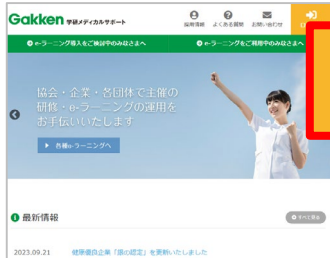 Gakken 学研メディカルサポート
採用情報 よくある質問 お問い合わせ
e-ラーニング導入をご検討中のみなさまへ e-ラーニングをご利用中のみなさまへ
協会・企業・各団体で主催の
研修・e-ラーニングの運用を
お手伝いいたします
各種e-ラーニングへ
最新情報
すべて見る
2023.09.21 健康優良企業「銀の認定」を更新いたしました